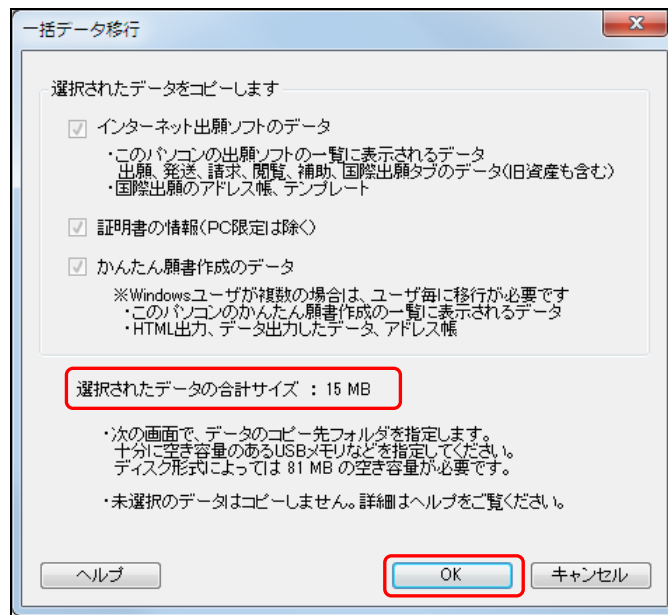 一括データ移行
選択されたデータをコピーします
インターネット出願ソフトのデータ
・このパソコンの出願ソフトの一覧に表示されるデータ
出願、発送、請求、閲覧、補助、国際出願タブのデータ(旧資産も含む)
・国際出願のアドレス帳、テンプレート
証明書の情報(PC限定は除く)
かんたん願書作成のデータ
※Windowsユーザが複数の場合は、ユーザ毎に移行が必要です
・このパソコンのかんたん願書作成の一覧に表示されるデータ
・HTML出力、データ出力したデータ、アドレス帳
選択されたデータの合計サイズ : 15 MB
・次の画面で、データのコピー先フォルダを指定します。
十分に空き容量のあるUSBメモリなどを指定してください。
ディスク形式によっては 81 MB の空き容量が必要です。
・未選択のデータはコピーしません。詳細はヘルプをご覧ください。
ヘルプ OK キャンセル